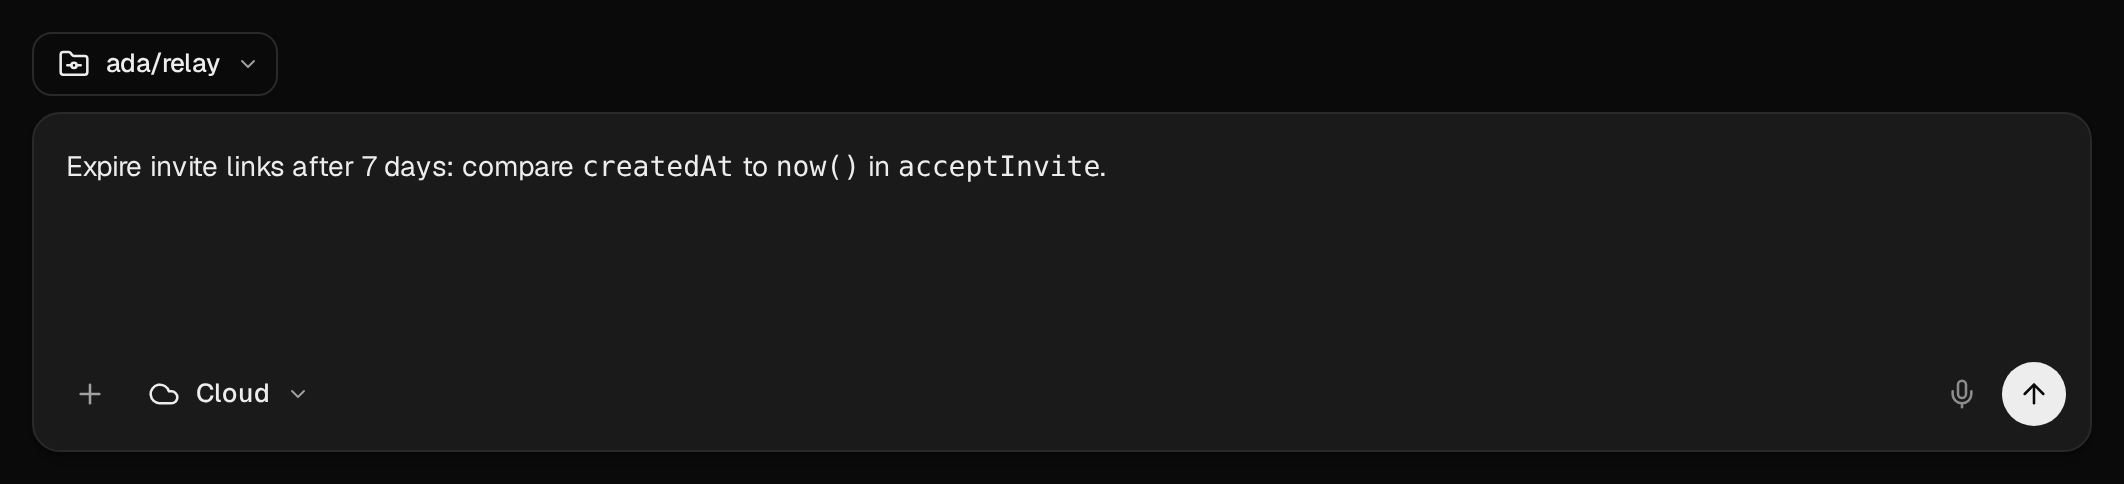 ada/relay
Expire invite links after 7 days: compare createdAt to now() in acceptInvite.
Cloud